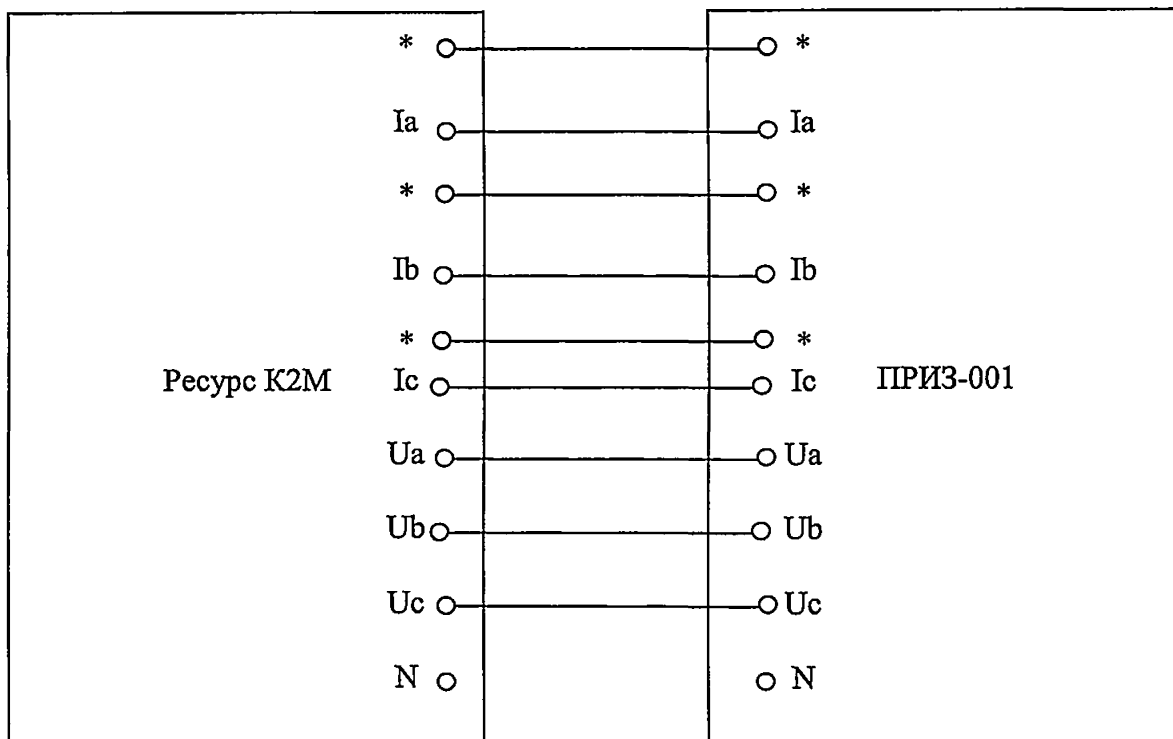 * *
Ia Ia
* *
Ib Ib
* *
Ресурс К2М Ic Ic ПРИЗ-001
Ua Ua
Ub Ub
Uc Uc
N N